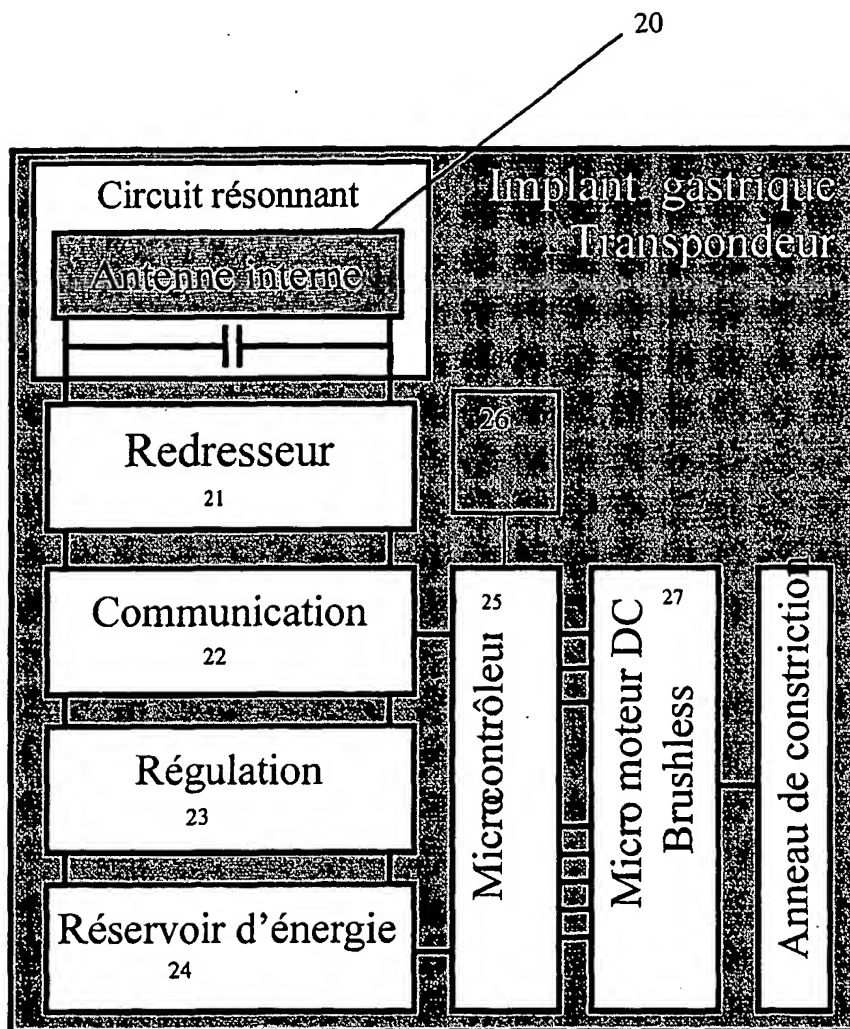 20
Circuit résonnant
Antenne interne
Implant gastrique
Transpondeur
Redresseur
21
26
Communication
22
Régulation
23
Réservoir d'énergie
24
25
Microcontrôleur
27
Micro moteur DC
Brushless
Anneau de constriction